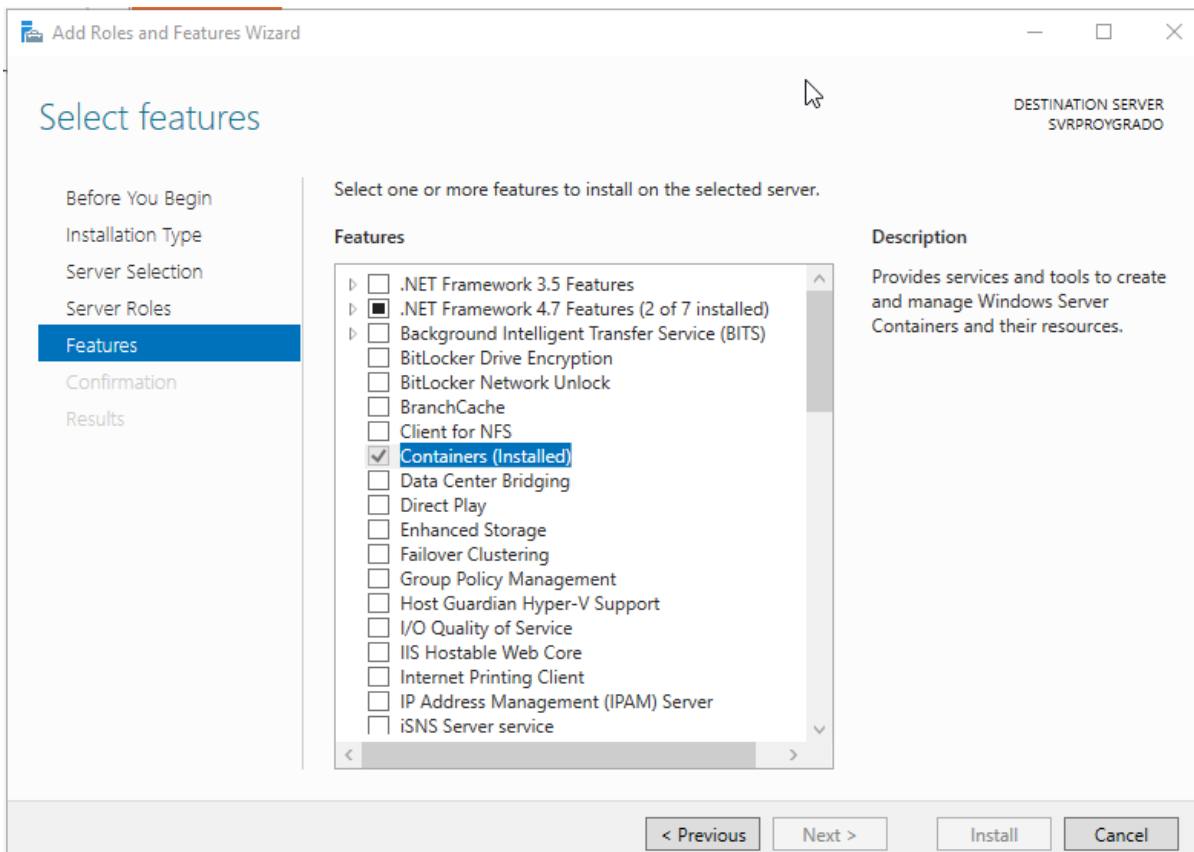 Add Roles and Features Wizard
Select features
DESTINATION SERVER
SVRPROYGRADO
Before You Begin
Installation Type
Server Selection
Server Roles
Features
Confirmation
Results
Select one or more features to install on the selected server.
Features
.NET Framework 3.5 Features
.NET Framework 4.7 Features (2 of 7 installed)
Background Intelligent Transfer Service (BITS)
BitLocker Drive Encryption
BitLocker Network Unlock
BranchCache
Client for NFS
Containers (Installed)
Data Center Bridging
Direct Play
Enhanced Storage
Failover Clustering
Group Policy Management
Host Guardian Hyper-V Support
I/O Quality of Service
IIS Hostable Web Core
Internet Printing Client
IP Address Management (IPAM) Server
iSNS Server service
Description
Provides services and tools to create
and manage Windows Server
Containers and their resources.
< Previous
Next >
Install
Cancel